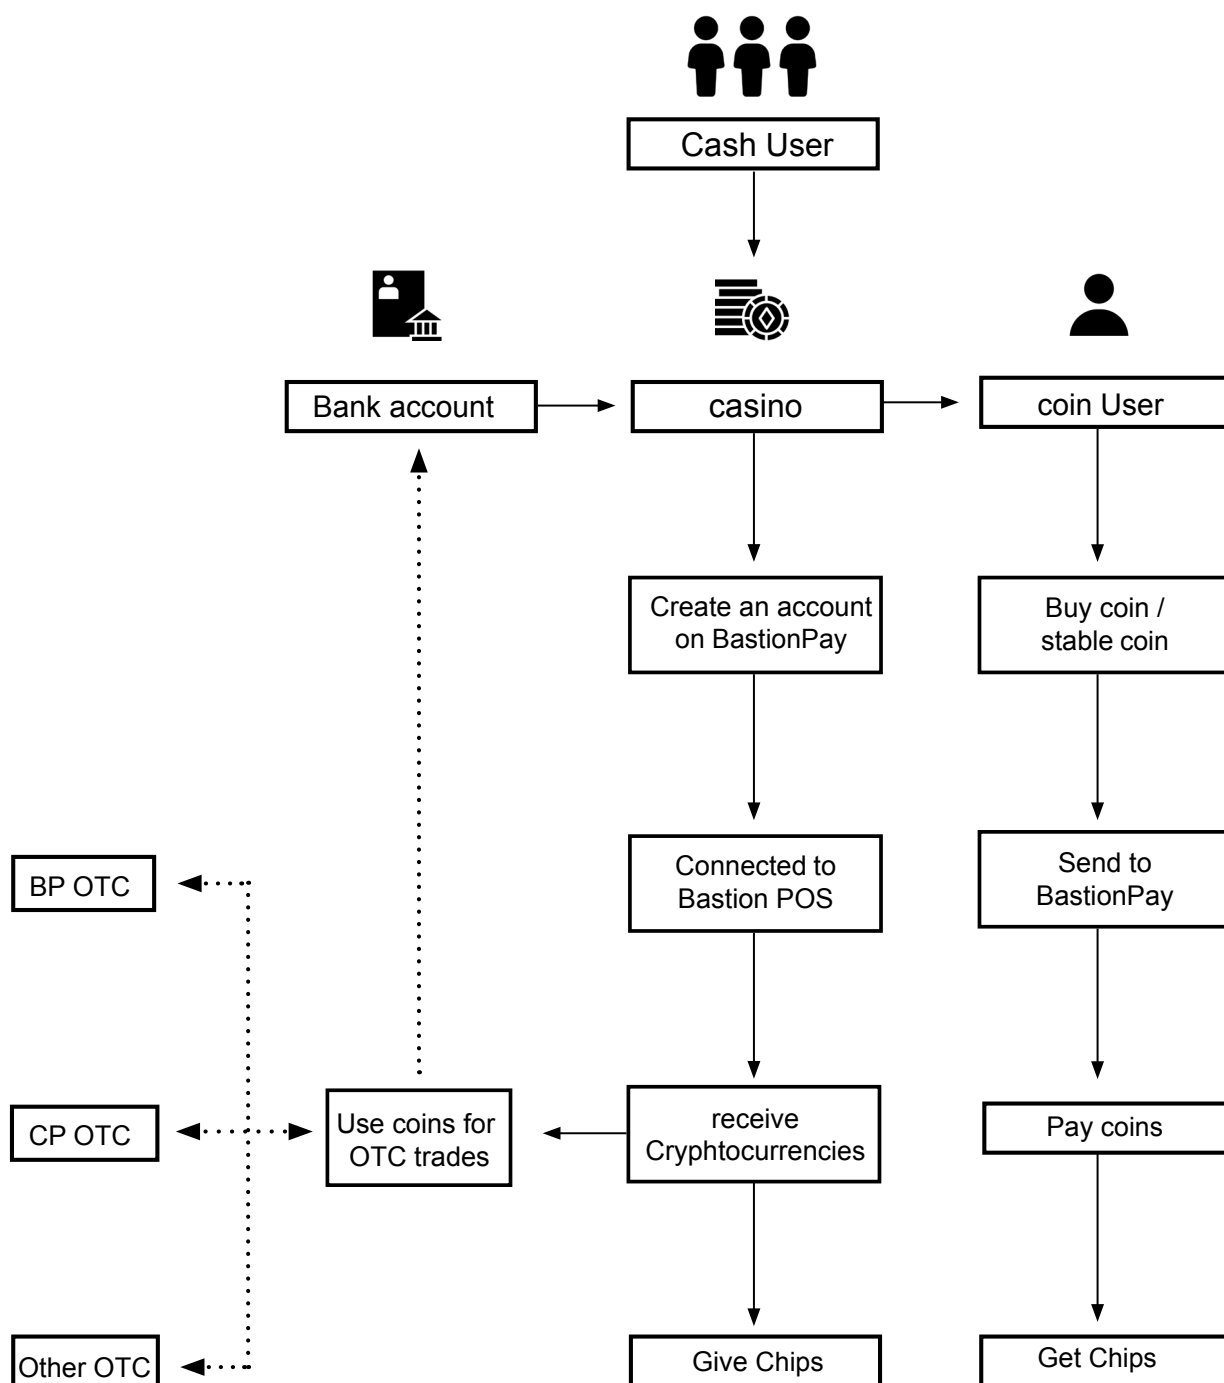 Cash User
Bank account
casino
coin User
Create an account
on BastionPay
Buy coin /
stable coin
Connected to
Bastion POS
Send to
BastionPay
BP OTC
CP OTC
Use coins for
OTC trades
receive
Cryphtocurrencies
Pay coins
Other OTC
Give Chips
Get Chips